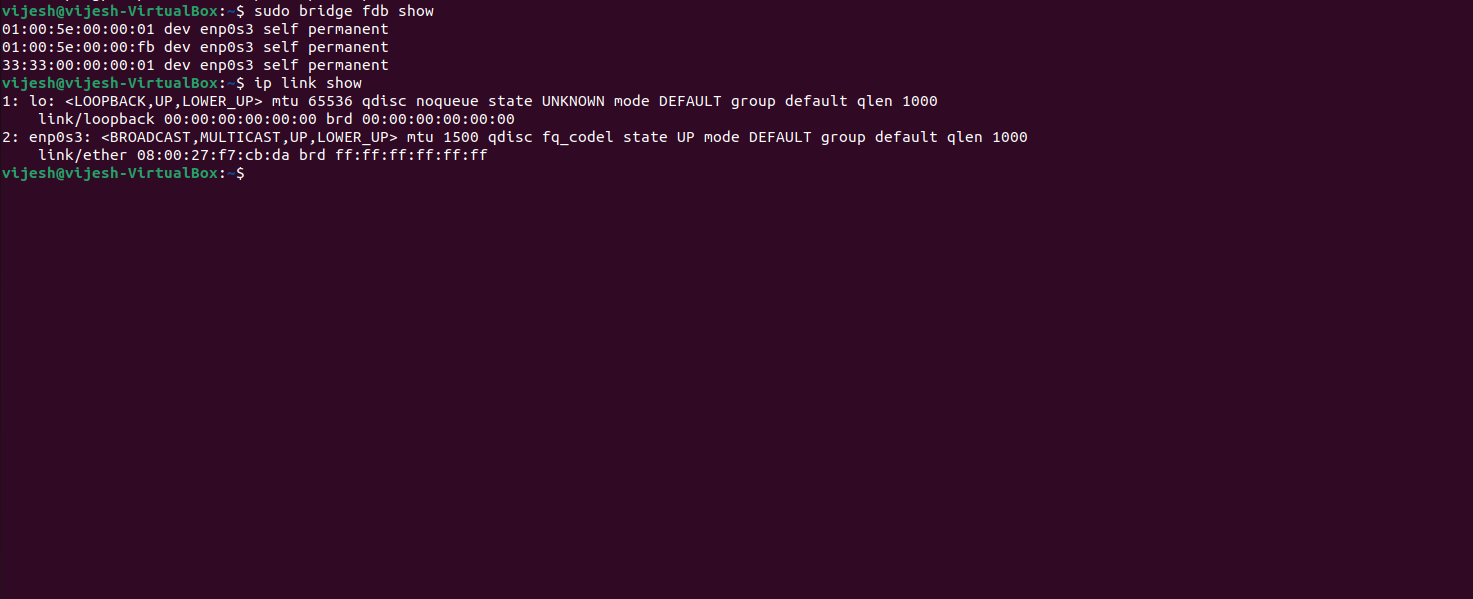 vijesh@vijesh-VirtualBox:~$ sudo bridge fdb show
01:00:5e:00:00:01 dev enp0s3 self permanent
01:00:5e:00:00:fb dev enp0s3 self permanent
33:33:00:00:00:01 dev enp0s3 self permanent
vijesh@vijesh-VirtualBox:~$ ip link show
1: lo: <LOOPBACK,UP,LOWER_UP> mtu 65536 qdisc noqueue state UNKNOWN mode DEFAULT group default qlen 1000
    link/loopback 00:00:00:00:00:00 brd 00:00:00:00:00:00
2: enp0s3: <BROADCAST,MULTICAST,UP,LOWER_UP> mtu 1500 qdisc fq_codel state UP mode DEFAULT group default qlen 1000
    link/ether 08:00:27:f7:cb:da brd ff:ff:ff:ff:ff:ff
vijesh@vijesh-VirtualBox:~$